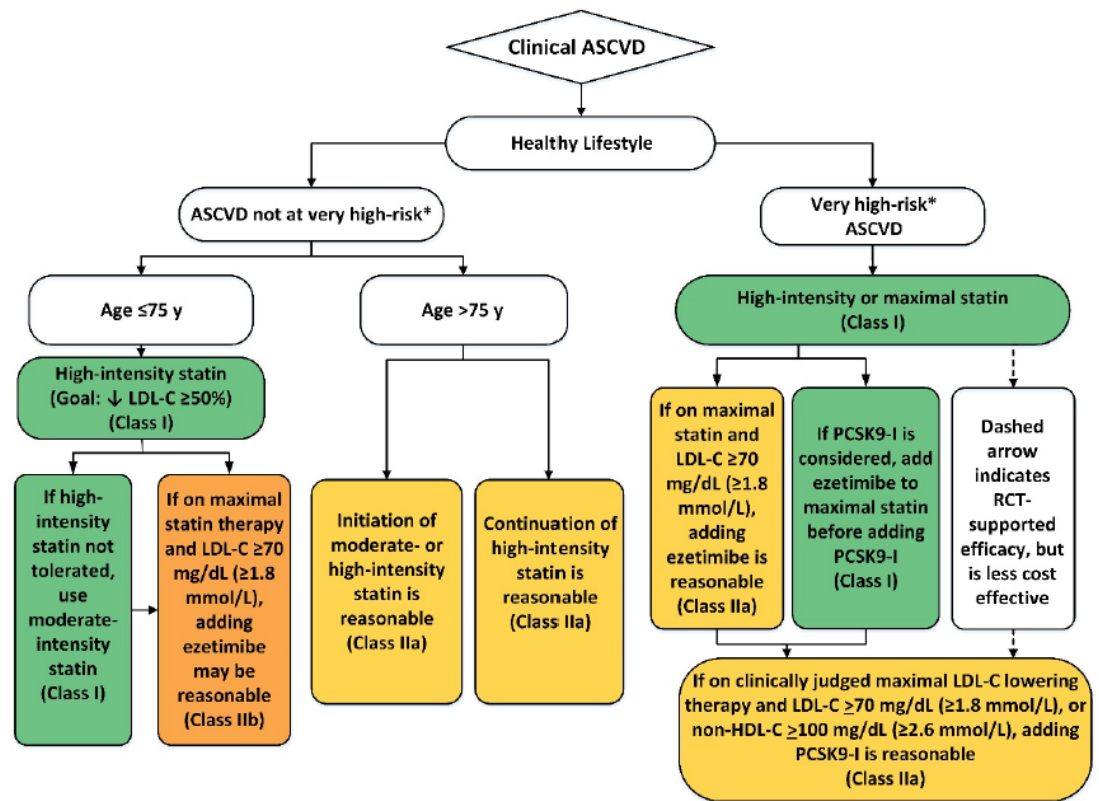 Clinical ASCVD
Healthy Lifestyle
ASCVD not at very high-risk*
Very high-risk*
ASCVD
Age ≤75 y
Age >75 y
High-intensity or maximal statin
(Class I)
High-intensity statin
(Goal: ↓ LDL-C ≥50%)
(Class I)
If high-
intensity
statin not
tolerated,
use
moderate-
intensity
statin
(Class I)
If on maximal
statin therapy
and LDL-C ≥70
mg/dL (≥1.8
mmol/L),
adding
ezetimibe
may be
reasonable
(Class IIb)
Initiation of
moderate- or
high-intensity
statin is
reasonable
(Class IIa)
Continuation of
high-intensity
statin is
reasonable
(Class IIa)
If on maximal
statin and
LDL-C ≥70
mg/dL (≥1.8
mmol/L),
adding
ezetimibe is
reasonable
(Class IIa)
If PCSK9-I is
considered, add
ezetimibe to
maximal statin
before adding
PCSK9-I
(Class I)
Dashed
arrow
indicates
RCT-
supported
efficacy, but
is less cost
effective
If on clinically judged maximal LDL-C lowering
therapy and LDL-C ≥70 mg/dL (≥1.8 mmol/L), or
non-HDL-C ≥100 mg/dL (≥2.6 mmol/L), adding
PCSK9-I is reasonable
(Class IIa)